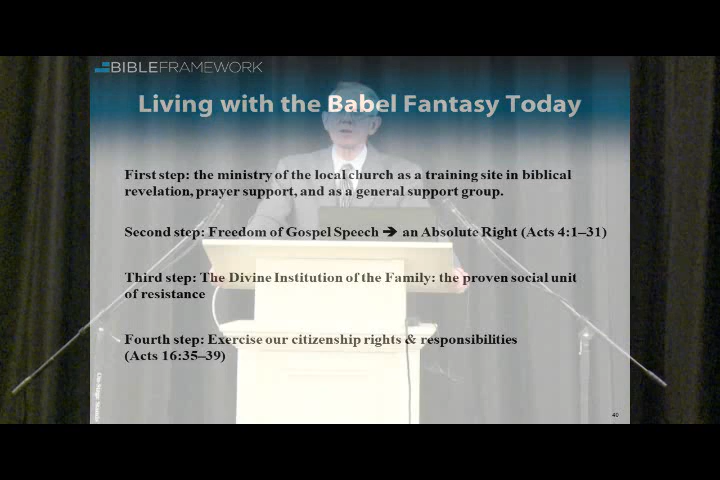 BIBLEFRAMEWORK
Living with the Babel Fantasy Today
First step: the ministry of the local church as a training site in biblical
revelation, prayer support, and as a general support group.
Second step: Freedom of Gospel Speech ➔ an Absolute Right (Acts 4:1–31)
Third step: The Divine Institution of the Family: the proven social unit
of resistance
Fourth step: Exercise our citizenship rights & responsibilities
(Acts 16:35–39)
40